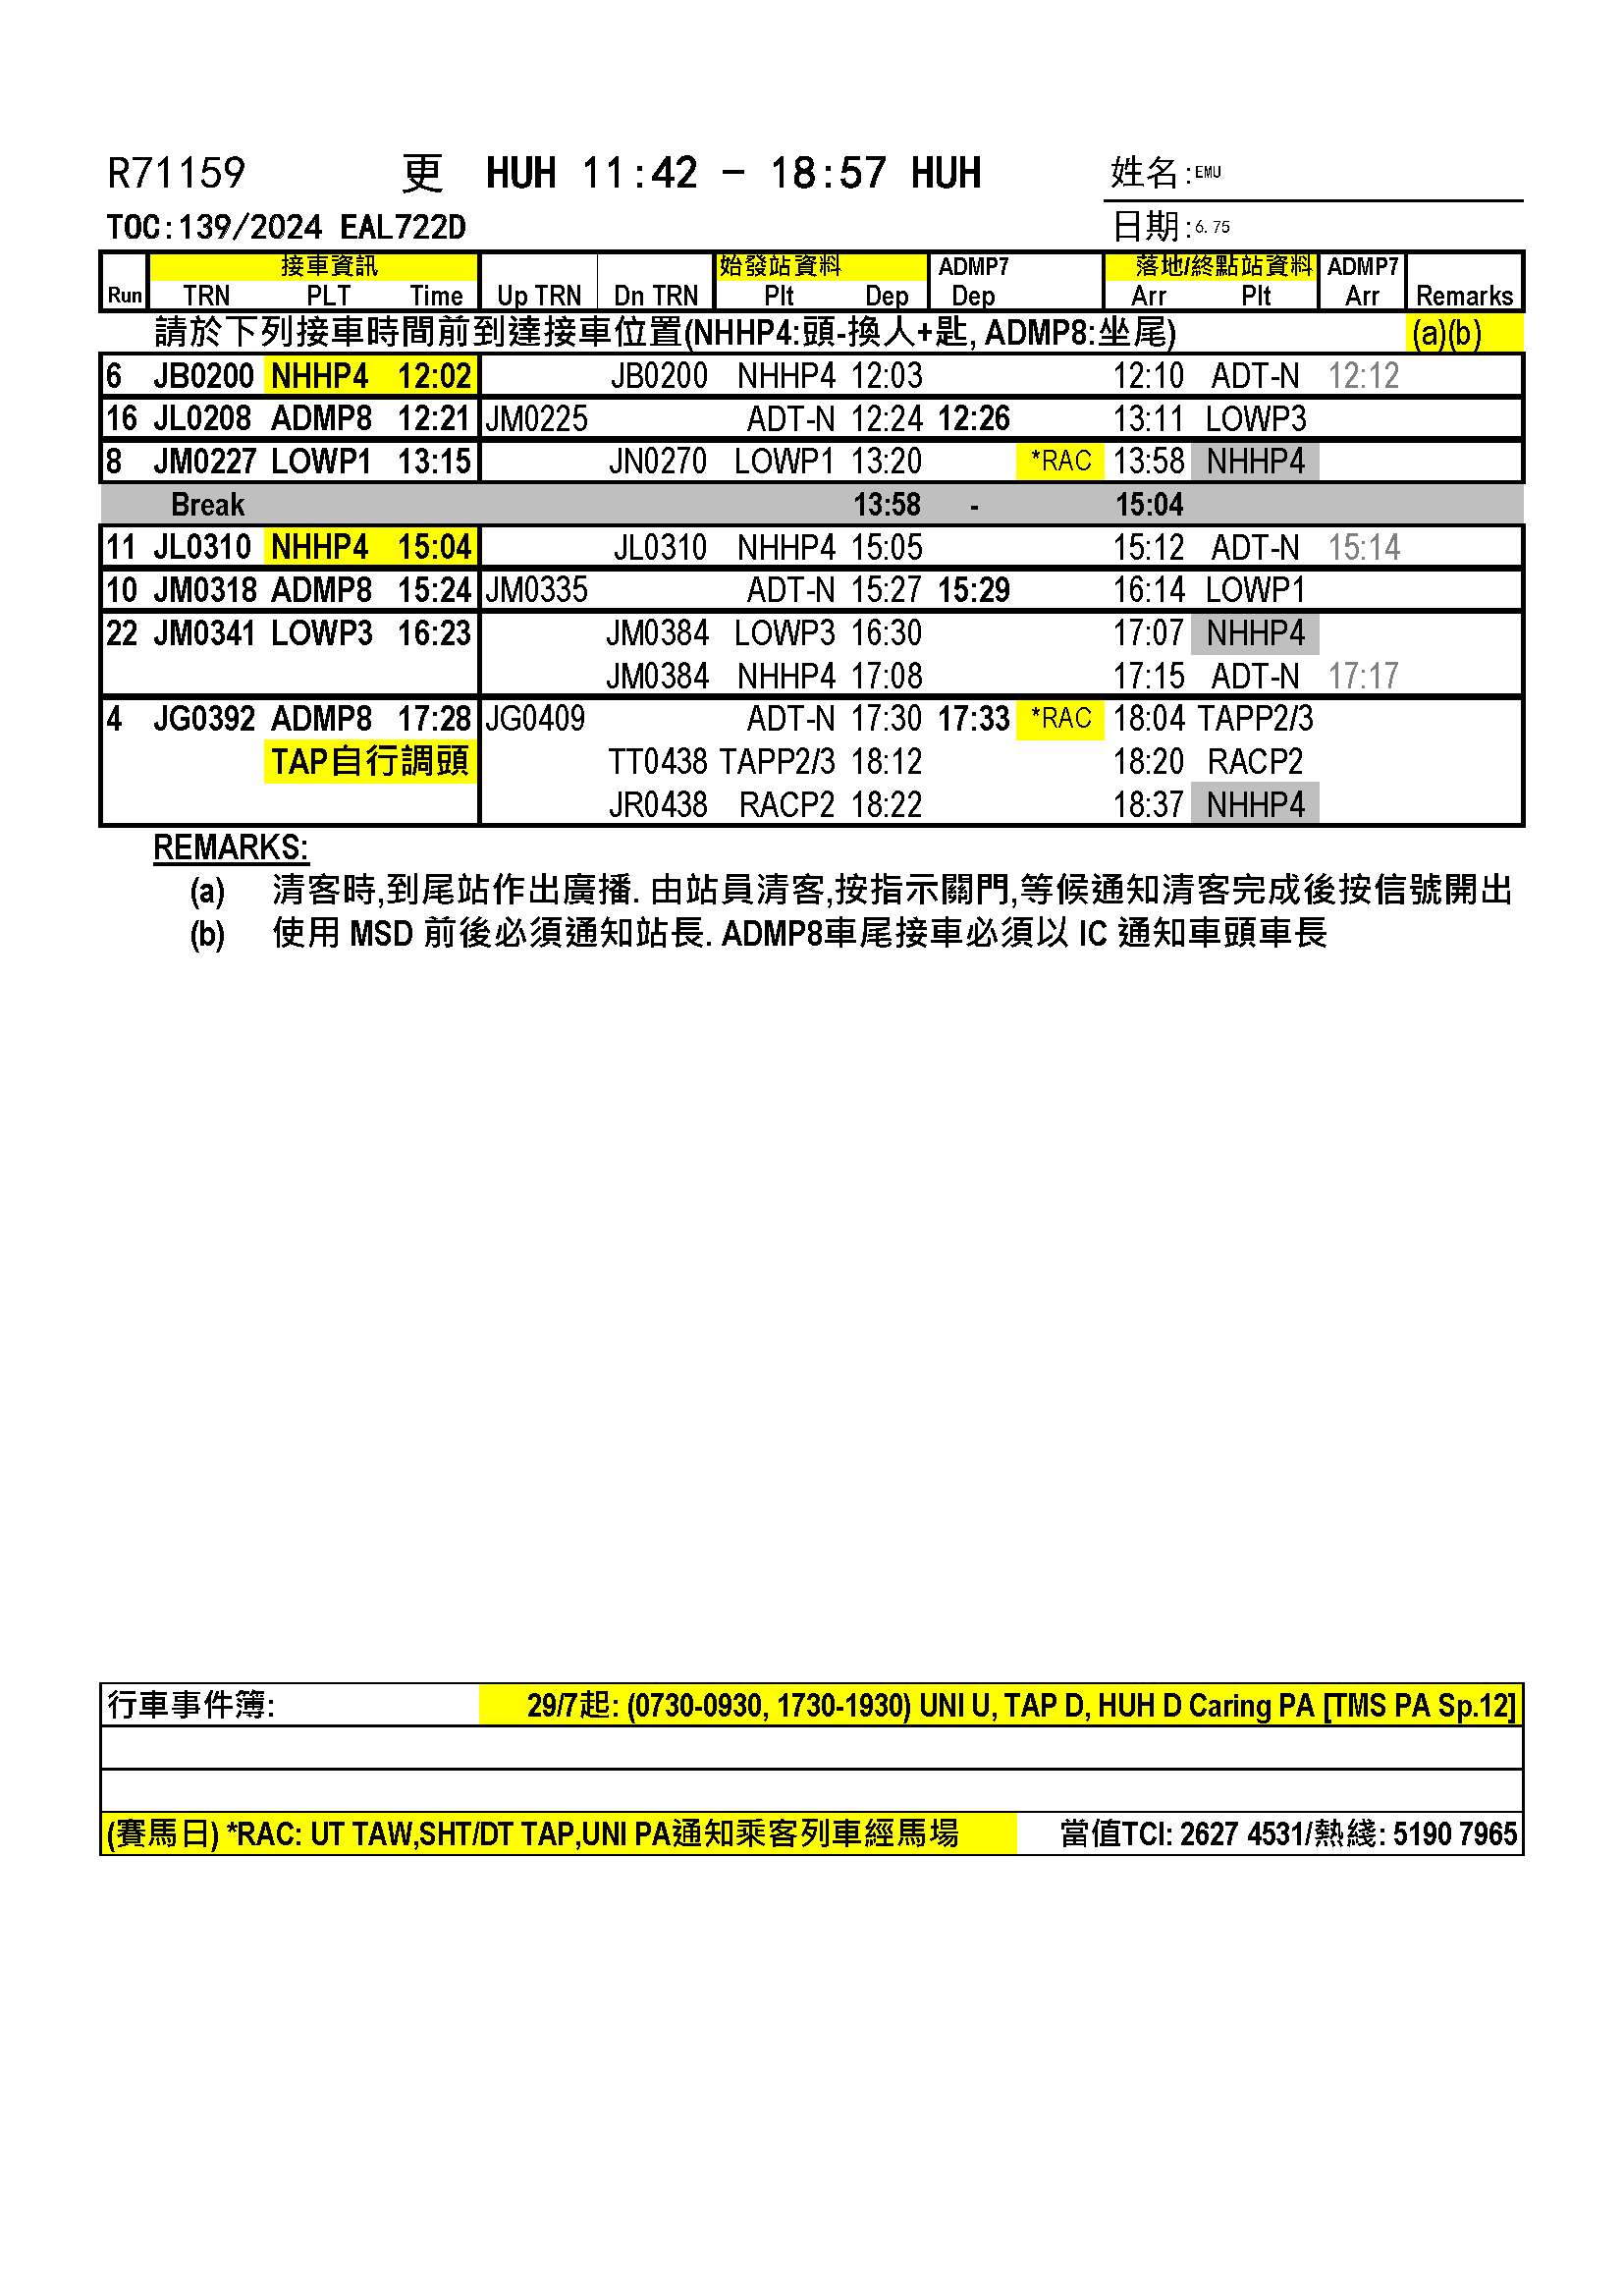 R71159 更 HUH 11:42 - 18:57 HUH 姓名:EMU
TOC:139/2024 EAL722D 日期:6.75
接車資訊 始發站資料 ADMP7 落地/終點站資料 ADMP7
Run TRN PLT Time Up TRN Dn TRN Plt Dep Dep Arr Plt Arr Remarks
請於下列接車時間前到達接車位置(NHHP4:頭-換人+匙, ADMP8:坐尾) (a)(b)
6 JB0200 NHHP4 12:02 JB0200 NHHP4 12:03 12:10 ADT-N 12:12
16 JL0208 ADMP8 12:21 JM0225 ADT-N 12:24 12:26 13:11 LOWP3
8 JM0227 LOWP1 13:15 JN0270 LOWP1 13:20 *RAC 13:58 NHHP4
Break 13:58 - 15:04
11 JL0310 NHHP4 15:04 JL0310 NHHP4 15:05 15:12 ADT-N 15:14
10 JM0318 ADMP8 15:24 JM0335 ADT-N 15:27 15:29 16:14 LOWP1
22 JM0341 LOWP3 16:23 JM0384 LOWP3 16:30 17:07 NHHP4
JM0384 NHHP4 17:08 17:15 ADT-N 17:17
4 JG0392 ADMP8 17:28 JG0409 ADT-N 17:30 17:33 *RAC 18:04 TAPP2/3
TAP自行調頭 TT0438 TAPP2/3 18:12 18:20 RACP2
JR0438 RACP2 18:22 18:37 NHHP4
REMARKS:
(a) 清客時,到尾站作出廣播. 由站員清客,按指示關門,等候通知清客完成後按信號開出
(b) 使用 MSD 前後必須通知站長. ADMP8車尾接車必須以 IC 通知車頭車長
行車事件簿: 29/7起: (0730-0930, 1730-1930) UNI U, TAP D, HUH D Caring PA [TMS PA Sp.12]
(賽馬日) *RAC: UT TAW,SHT/DT TAP,UNI PA通知乘客列車經馬場 當值TCI: 2627 4531/熱綫: 5190 7965